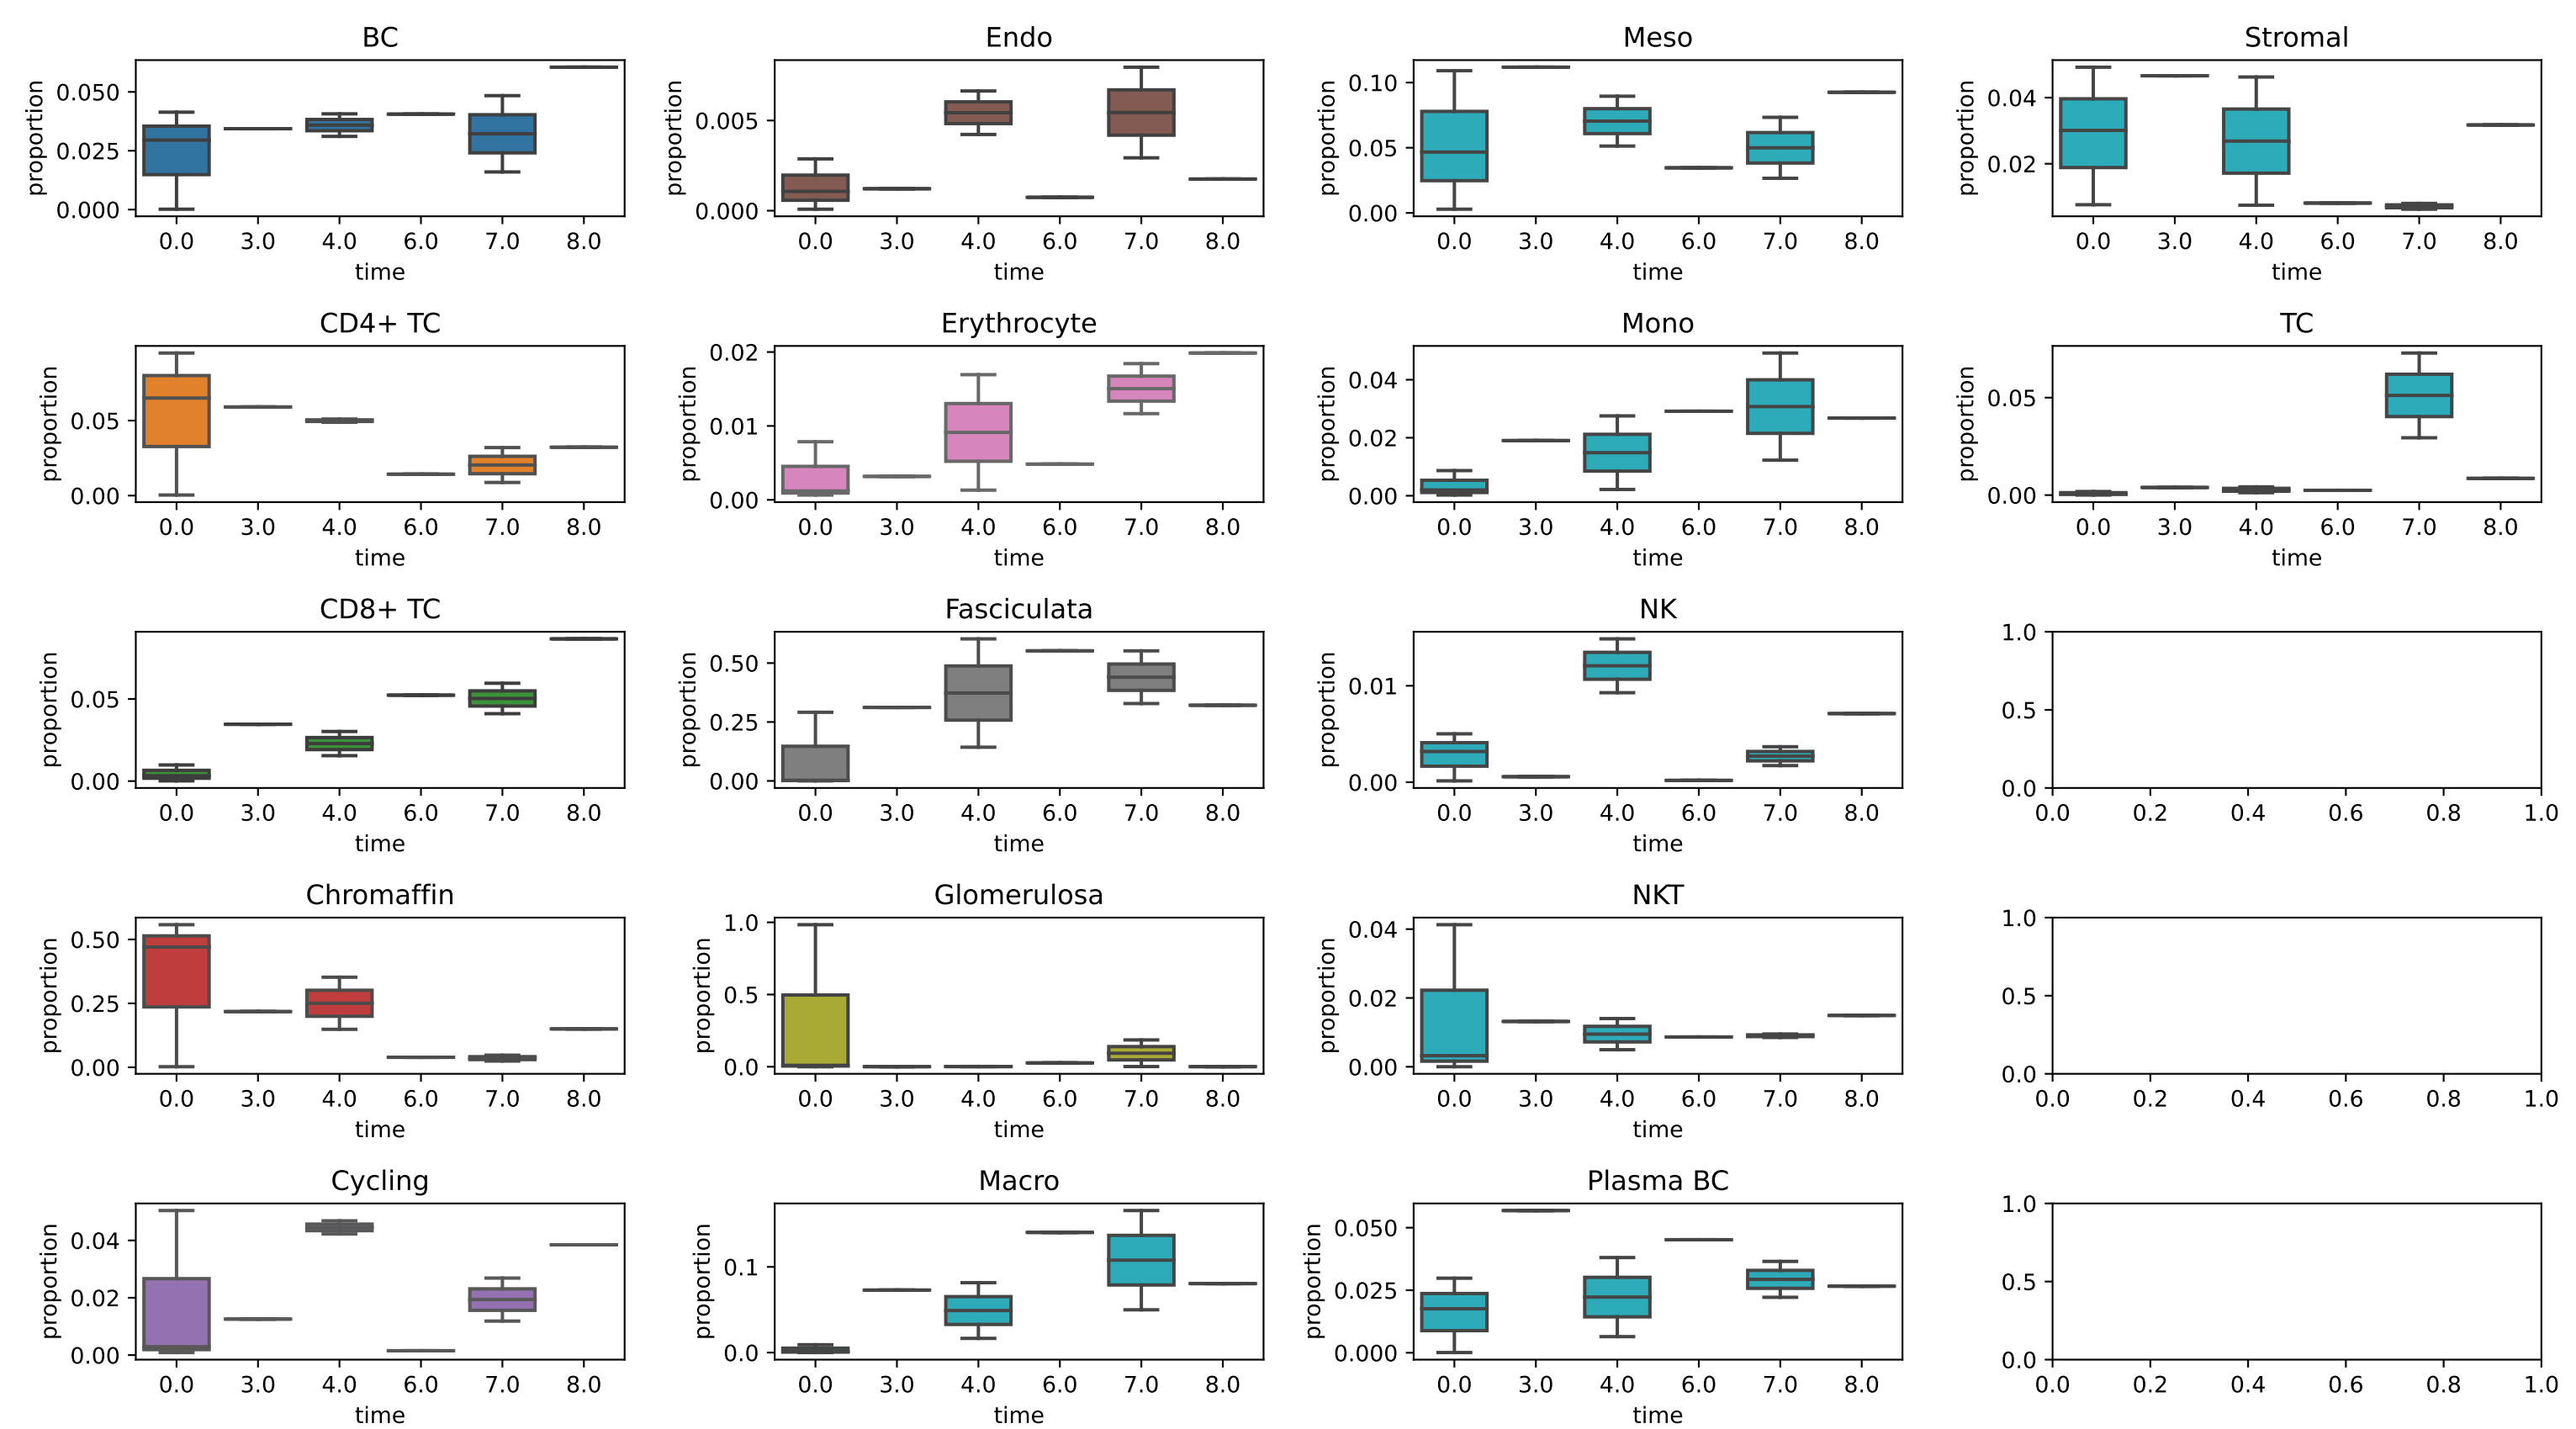 BC
proportion
0.050
0.025
0.000
0.0 3.0 4.0 6.0 7.0 8.0
time
Endo
proportion
0.005
0.000
0.0 3.0 4.0 6.0 7.0 8.0
time
Meso
proportion
0.10
0.05
0.00
0.0 3.0 4.0 6.0 7.0 8.0
time
Stromal
proportion
0.04
0.02
0.0 3.0 4.0 6.0 7.0 8.0
time
CD4+ TC
proportion
0.05
0.00
0.0 3.0 4.0 6.0 7.0 8.0
time
Erythrocyte
proportion
0.02
0.01
0.00
0.0 3.0 4.0 6.0 7.0 8.0
time
Mono
proportion
0.04
0.02
0.00
0.0 3.0 4.0 6.0 7.0 8.0
time
TC
proportion
0.05
0.00
0.0 3.0 4.0 6.0 7.0 8.0
time
CD8+ TC
proportion
0.05
0.00
0.0 3.0 4.0 6.0 7.0 8.0
time
Fasciculata
proportion
0.50
0.25
0.00
0.0 3.0 4.0 6.0 7.0 8.0
time
NK
proportion
0.01
0.00
0.0 3.0 4.0 6.0 7.0 8.0
time
1.0
0.5
0.0
0.0 0.2 0.4 0.6 0.8 1.0
Chromaffin
proportion
0.50
0.25
0.00
0.0 3.0 4.0 6.0 7.0 8.0
time
Glomerulosa
proportion
1.0
0.5
0.0
0.0 3.0 4.0 6.0 7.0 8.0
time
NKT
proportion
0.04
0.02
0.00
0.0 3.0 4.0 6.0 7.0 8.0
time
1.0
0.5
0.0
0.0 0.2 0.4 0.6 0.8 1.0
Cycling
proportion
0.04
0.02
0.00
0.0 3.0 4.0 6.0 7.0 8.0
time
Macro
proportion
0.1
0.0
0.0 3.0 4.0 6.0 7.0 8.0
time
Plasma BC
proportion
0.050
0.025
0.000
0.0 3.0 4.0 6.0 7.0 8.0
time
1.0
0.5
0.0
0.0 0.2 0.4 0.6 0.8 1.0